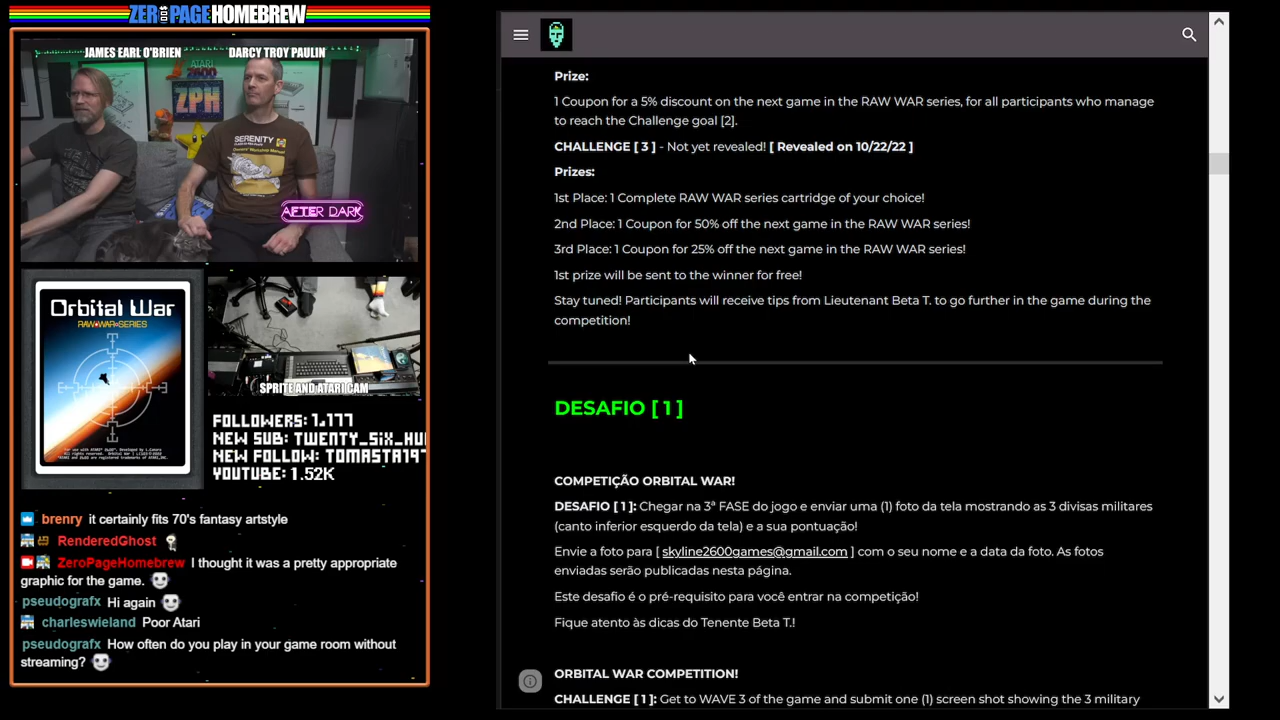 ZERO PAGE HOMEBREW
JAMES EARL O'BRIEN
DARCY TROY PAULIN
ATARI
2600
ZPH
SERENITY
AFTER DARK
Orbital War
RAW WAR SERIES
SPRITE AND ATARI CAM
FOLLOWERS: 1,177
NEW SUB: TWENTY_SIX_HU
NEW FOLLOW: TOMASTA197
YOUTUBE: 1.52K
brenry it certainly fits 70's fantasy artstyle
RenderedGhost
ZeroPageHomebrew I thought it was a pretty appropriate
graphic for the game.
pseudografx Hi again
charleswieland Poor Atari
pseudografx How often do you play in your game room without
streaming?
Prize:
1 Coupon for a 5% discount on the next game in the RAW WAR series, for all participants who manage
to reach the Challenge goal [2].
CHALLENGE [ 3 ] - Not yet revealed! [ Revealed on 10/22/22 ]
Prizes:
1st Place: 1 Complete RAW WAR series cartridge of your choice!
2nd Place: 1 Coupon for 50% off the next game in the RAW WAR series!
3rd Place: 1 Coupon for 25% off the next game in the RAW WAR series!
1st prize will be sent to the winner for free!
Stay tuned! Participants will receive tips from Lieutenant Beta T. to go further in the game during the
competition!
DESAFIO [ 1 ]
COMPETIÇÃO ORBITAL WAR!
DESAFIO [ 1 ]: Chegar na 3ª FASE do jogo e enviar uma (1) foto da tela mostrando as 3 divisas militares
(canto inferior esquerdo da tela) e a sua pontuação!
Envie a foto para [ skyline2600games@gmail.com ] com o seu nome e a data da foto. As fotos
enviadas serão publicadas nesta página.
Este desafio é o pré-requisito para você entrar na competição!
Fique atento às dicas do Tenente Beta T.!
ORBITAL WAR COMPETITION!
CHALLENGE [ 1 ]: Get to WAVE 3 of the game and submit one (1) screen shot showing the 3 military